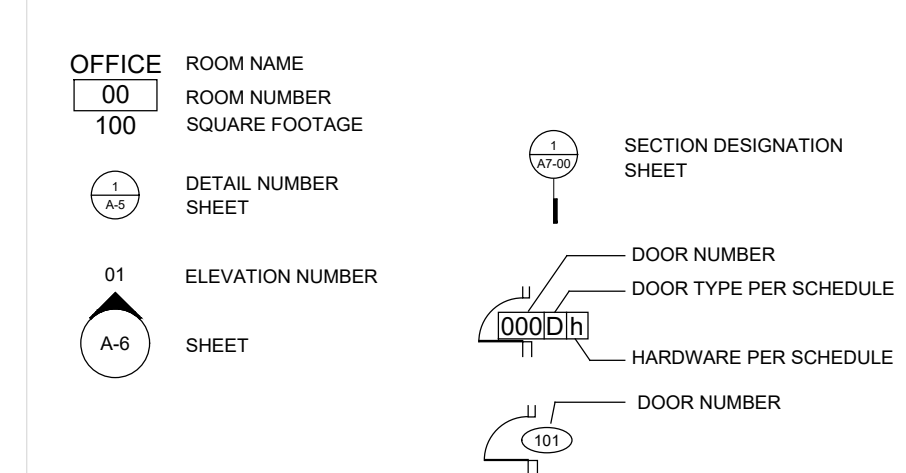 OFFICE ROOM NAME
00 ROOM NUMBER
100 SQUARE FOOTAGE
1 DETAIL NUMBER
A-5 SHEET
01 ELEVATION NUMBER
A-6 SHEET
1 SECTION DESIGNATION
A7-00 SHEET
DOOR NUMBER
DOOR TYPE PER SCHEDULE
000 D h
HARDWARE PER SCHEDULE
DOOR NUMBER
101